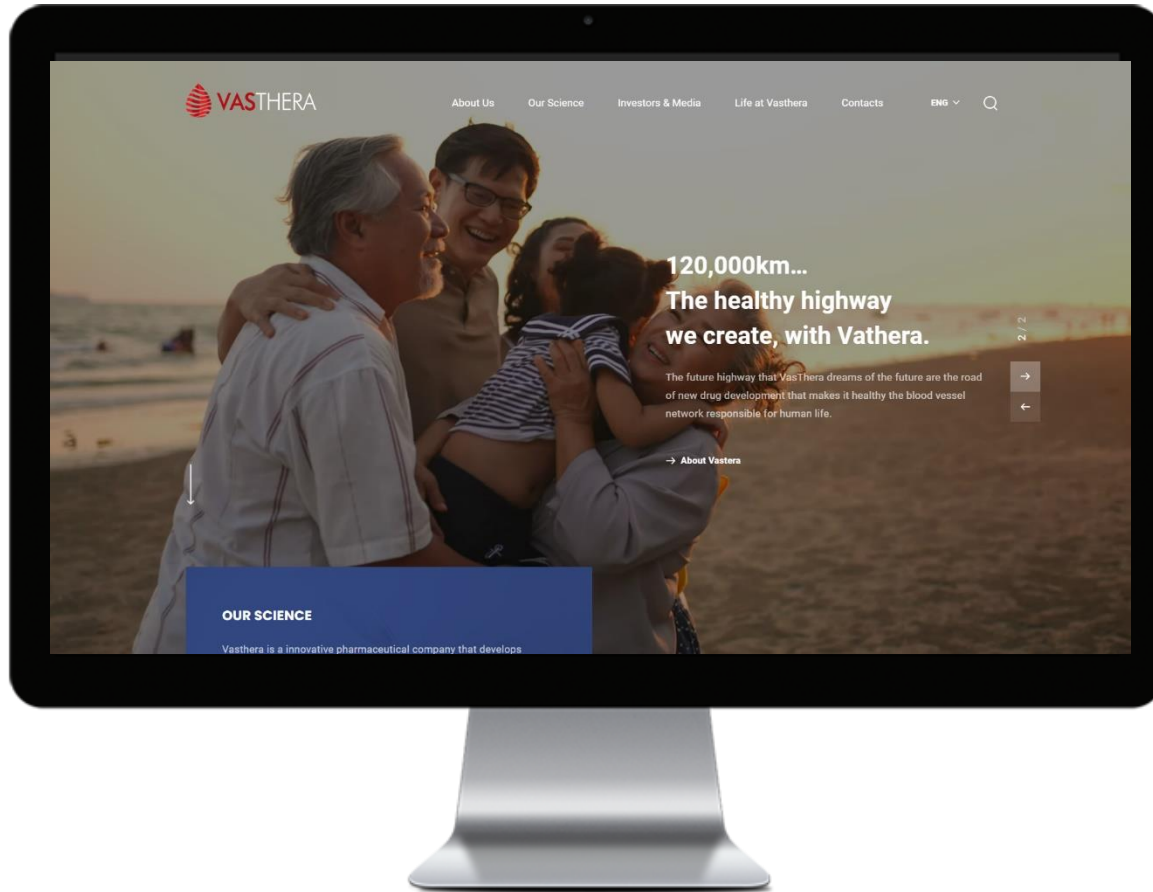 VASTHERA
About Us Our Science Investors & Media Life at Vasthera Contacts ENG
120,000km...
The healthy highway
we create, with Vathera.
2 / 2
The future highway that VasThera dreams of the future are the road
of new drug development that makes it healthy the blood vessel
network responsible for human life.
→ About Vastera
OUR SCIENCE
Vasthera is a innovative pharmaceutical company that develops